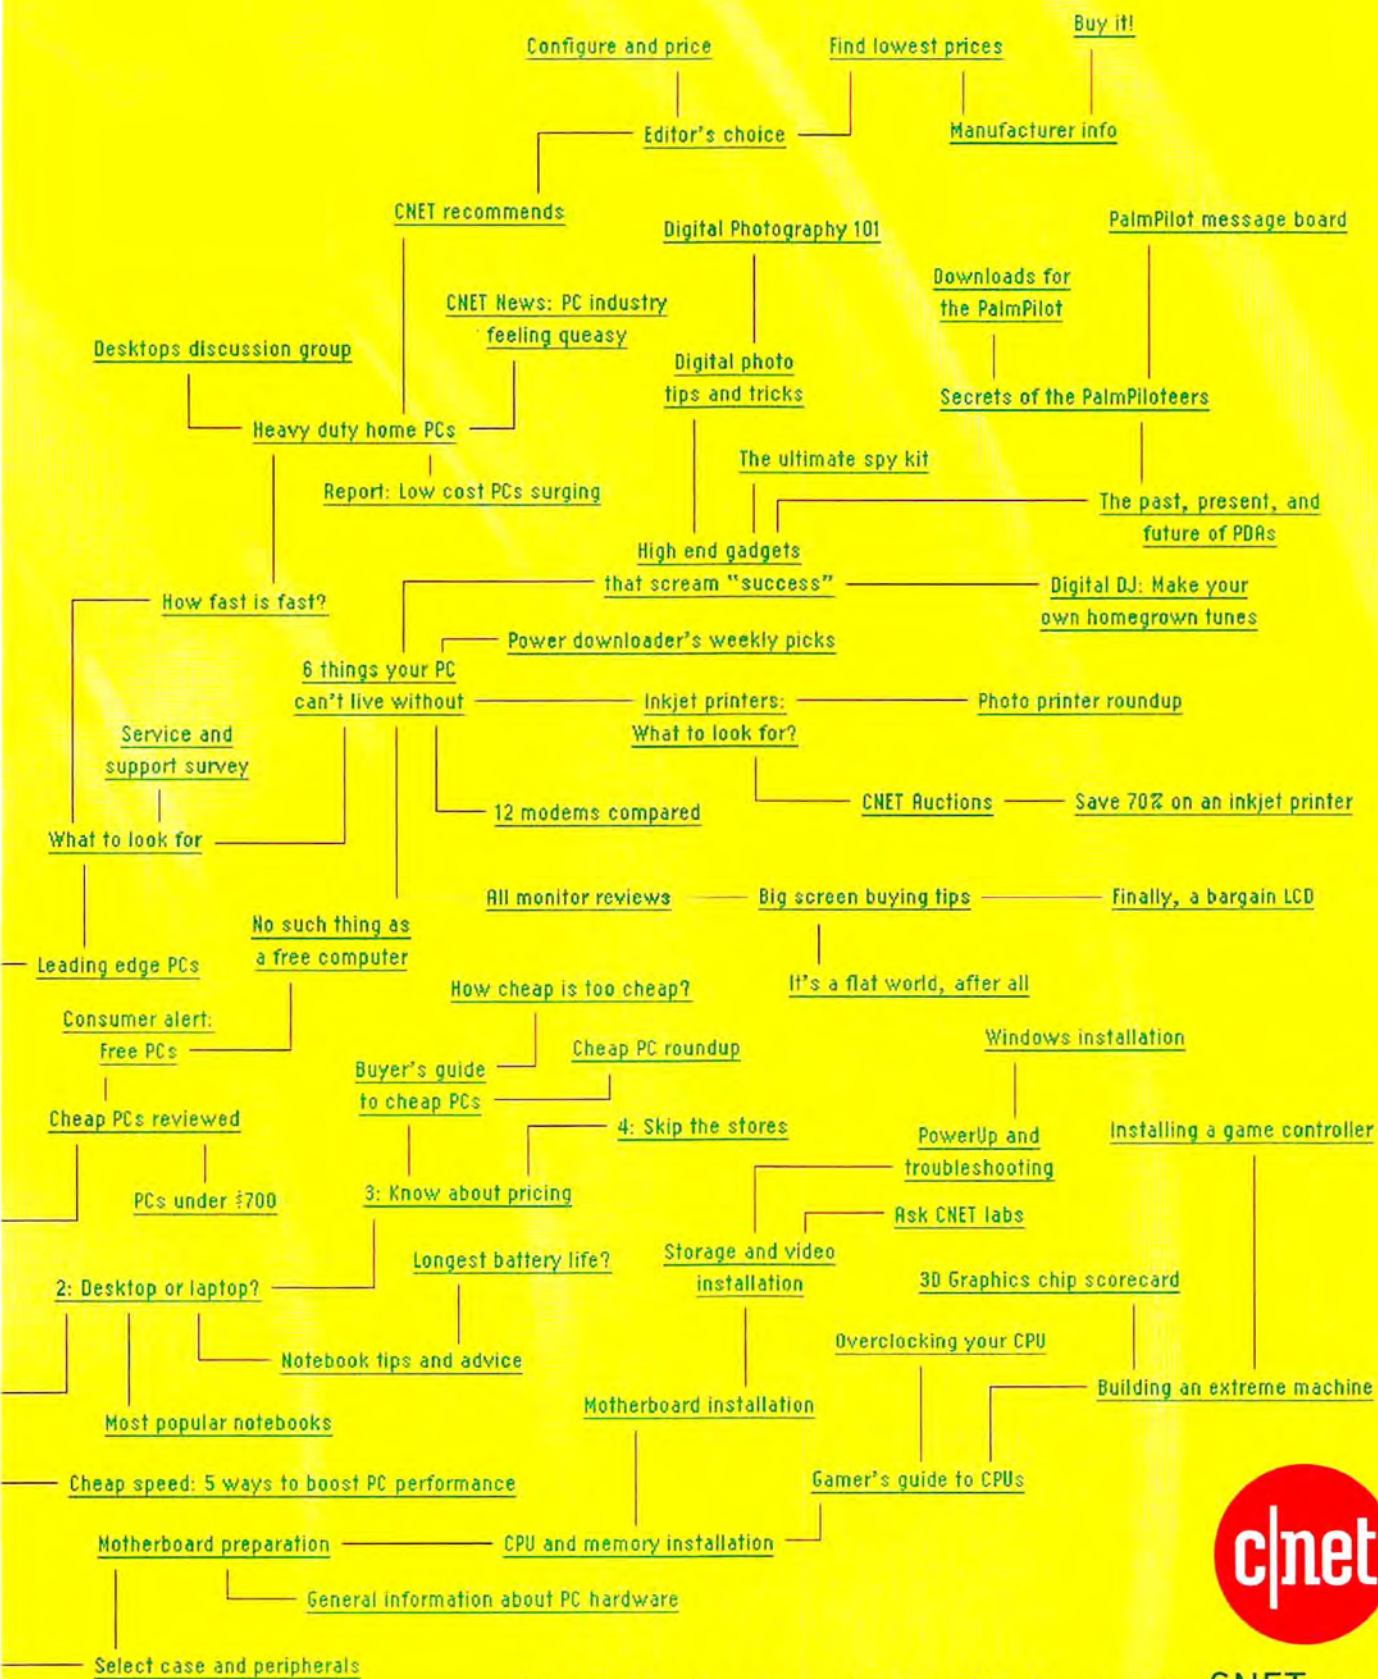 Buy it!
Configure and price
Find lowest prices
Editor's choice
Manufacturer info
CNET recommends
Digital Photography 101
PalmPilot message board
Downloads for
the PalmPilot
CNET News: PC industry
feeling queasy
Desktops discussion group
Digital photo
tips and tricks
Secrets of the PalmPiloteers
Heavy duty home PCs
The ultimate spy kit
Report: Low cost PCs surging
The past, present, and
future of PDAs
High end gadgets
that scream "success"
Digital DJ: Make your
own homegrown tunes
How fast is fast?
Power downloader's weekly picks
6 things your PC
can't live without
Inkjet printers:
What to look for?
Photo printer roundup
Service and
support survey
CNET Auctions
Save 70% on an inkjet printer
12 modems compared
What to look for
All monitor reviews
Big screen buying tips
Finally, a bargain LCD
No such thing as
a free computer
Leading edge PCs
It's a flat world, after all
How cheap is too cheap?
Consumer alert:
Free PCs
Windows installation
Cheap PC roundup
Buyer's guide
to cheap PCs
Cheap PCs reviewed
4: Skip the stores
PowerUp and
troubleshooting
Installing a game controller
PCs under $700
3: Know about pricing
Ask CNET labs
Storage and video
installation
Longest battery life?
2: Desktop or laptop?
3D Graphics chip scorecard
Overclocking your CPU
Notebook tips and advice
Building an extreme machine
Motherboard installation
Most popular notebooks
Cheap speed: 5 ways to boost PC performance
Gamer's guide to CPUs
Motherboard preparation
CPU and memory installation
c|net
General information about PC hardware
Select case and peripherals